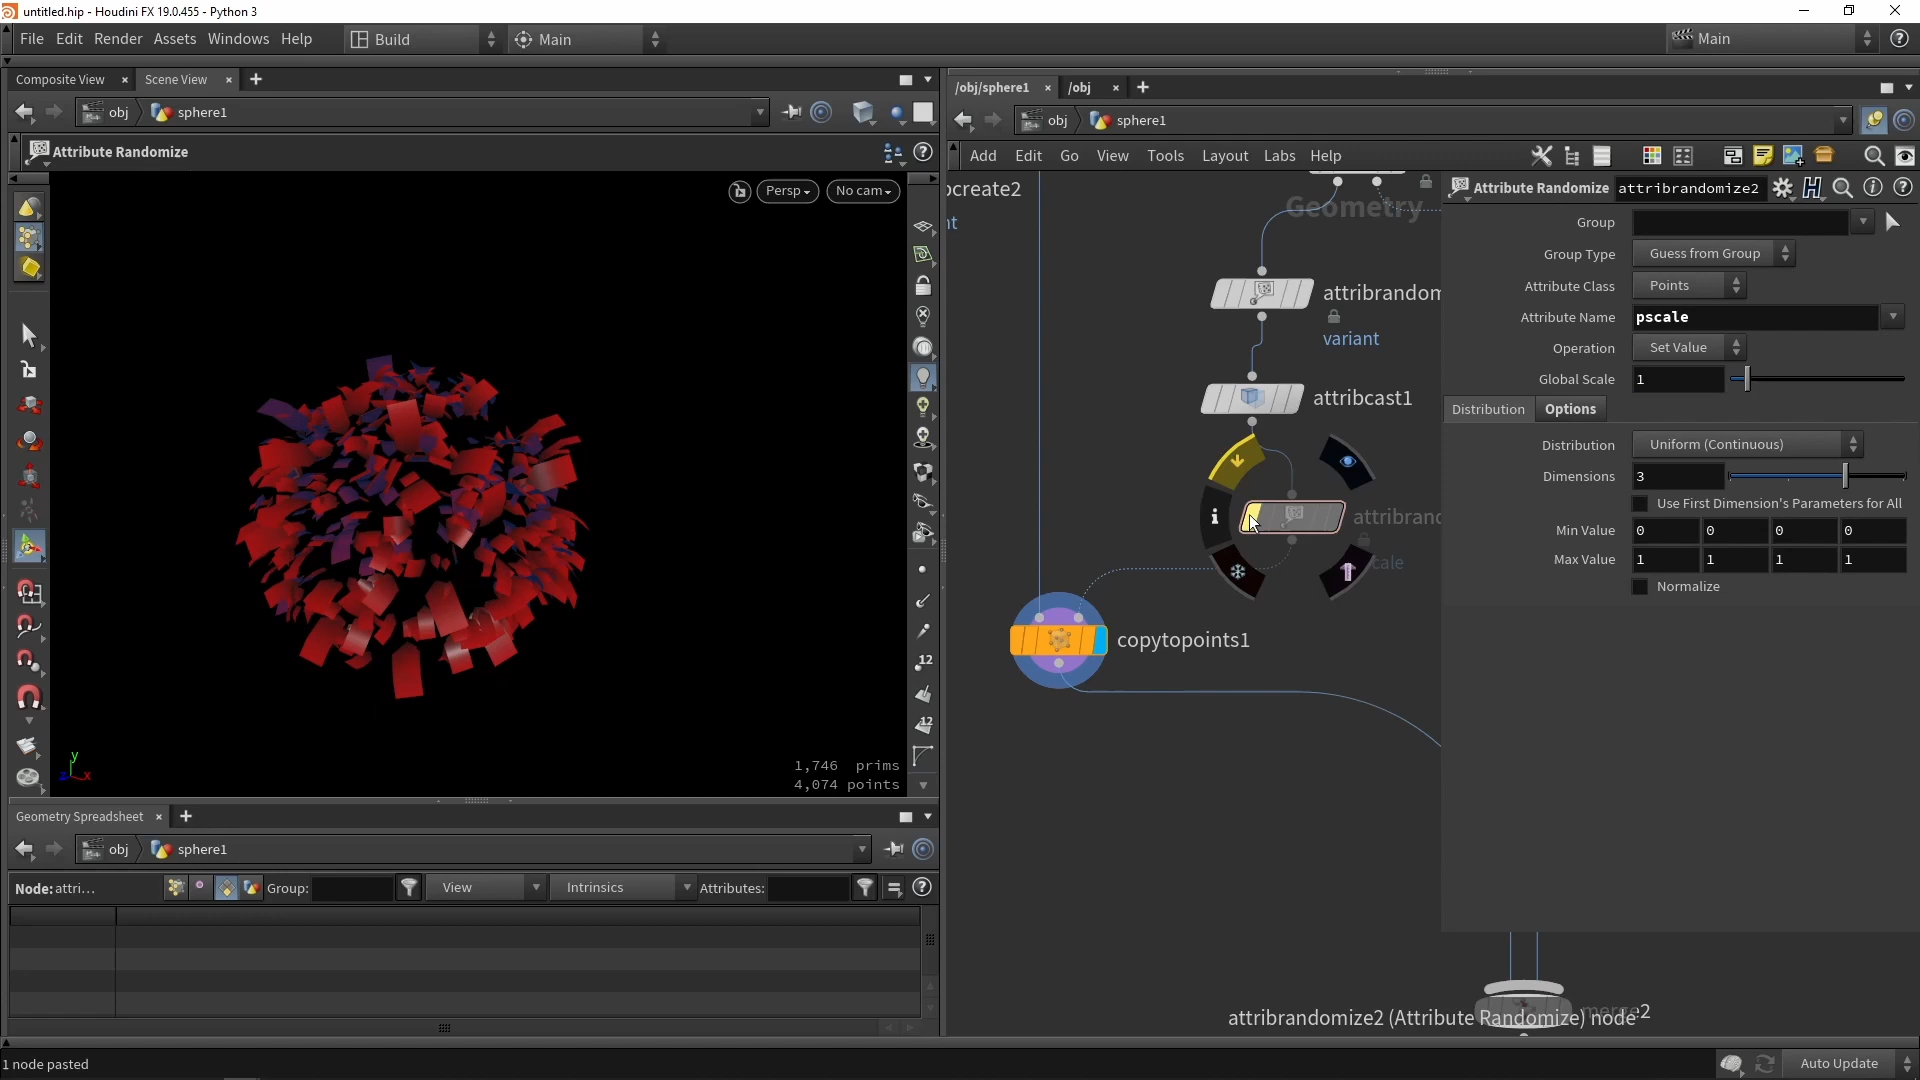 untitled.hip - Houdini FX 19.0.455 - Python 3
File Edit Render Assets Windows Help
Build
Main
Main
Composite View
Scene View
obj
sphere1
Attribute Randomize
Persp
No cam
12
12
y
x
1,746 prims
4,074 points
/obj/sphere1
/obj
obj
sphere1
Add Edit Go View Tools Layout Labs Help
ocreate2
nt
Geometry
attribrandom
variant
attribcast1
attribrand
cale
copytopoints1
merge2
attribrandomize2 (Attribute Randomize) node
Attribute Randomize attribrandomize2
Group
Group Type Guess from Group
Attribute Class Points
Attribute Name pscale
Operation Set Value
Global Scale 1
Distribution Options
Distribution Uniform (Continuous)
Dimensions 3
Use First Dimension's Parameters for All
Min Value 0 0 0 0
Max Value 1 1 1 1
Normalize
Geometry Spreadsheet
obj
sphere1
Node: attri... Group: View Intrinsics Attributes:
1 node pasted
Auto Update